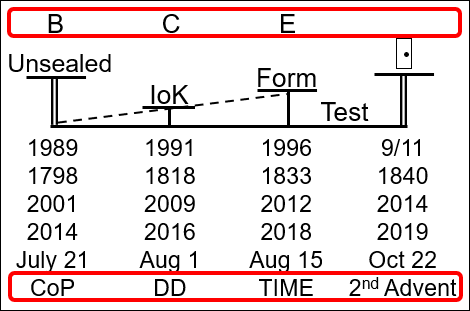 B C E
Unsealed
IoK
Form
Test
1989 1991 1996 9/11
1798 1818 1833 1840
2001 2009 2012 2014
2014 2016 2018 2019
July 21 Aug 1 Aug 15 Oct 22
CoP DD TIME 2nd Advent